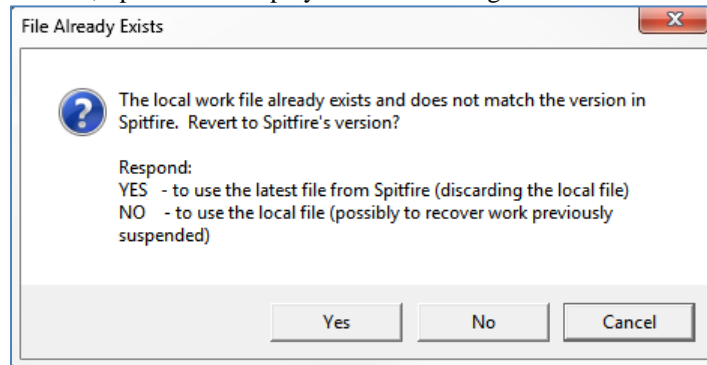 File Already Exists
The local work file already exists and does not match the version in
Spitfire.  Revert to Spitfire's version?
Respond:
YES   - to use the latest file from Spitfire (discarding the local file)
NO    - to use the local file (possibly to recover work previously
suspended)
Yes
No
Cancel